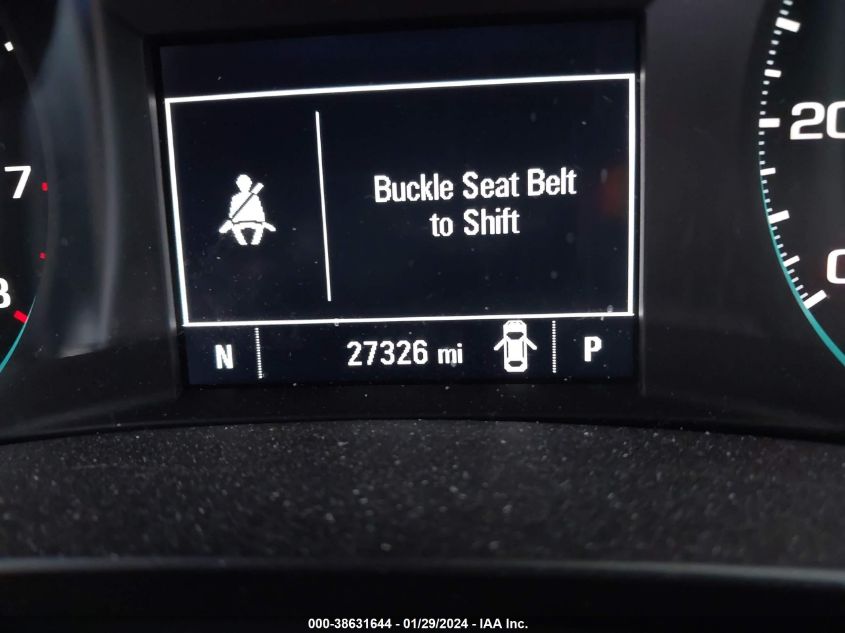 7
8
Buckle Seat Belt
to Shift
20
0
N
27326 mi
P
000-38631644 - 01/29/2024 - IAA Inc.